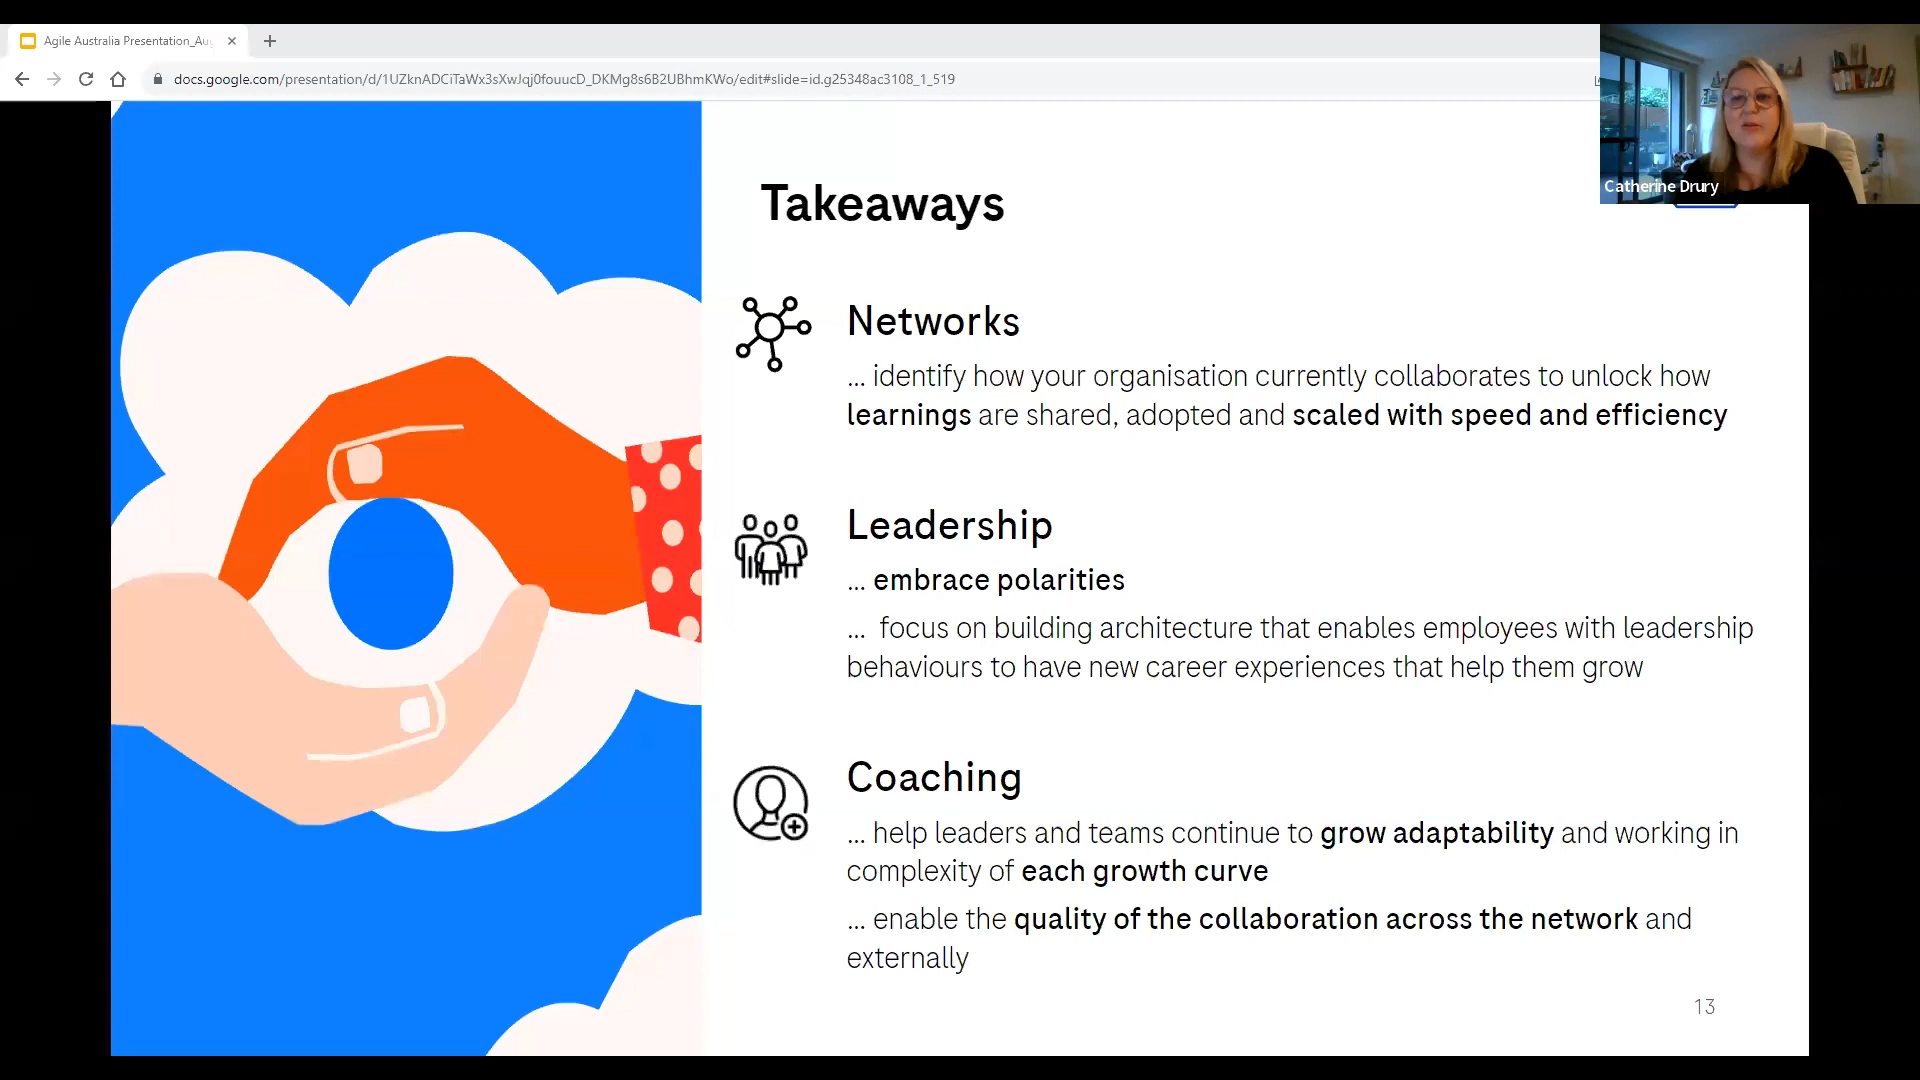 Agile Australia Presentation_Au
docs.google.com/presentation/d/1UZknADCiTaWx3sXwJqj0fouucD_DKMg8s6B2UBhmKWo/edit#slide=id.g25348ac3108_1_519
Catherine Drury
Takeaways
Networks
... identify how your organisation currently collaborates to unlock how
learnings are shared, adopted and scaled with speed and efficiency
Leadership
... embrace polarities
... focus on building architecture that enables employees with leadership
behaviours to have new career experiences that help them grow
Coaching
... help leaders and teams continue to grow adaptability and working in
complexity of each growth curve
... enable the quality of the collaboration across the network and
externally
13